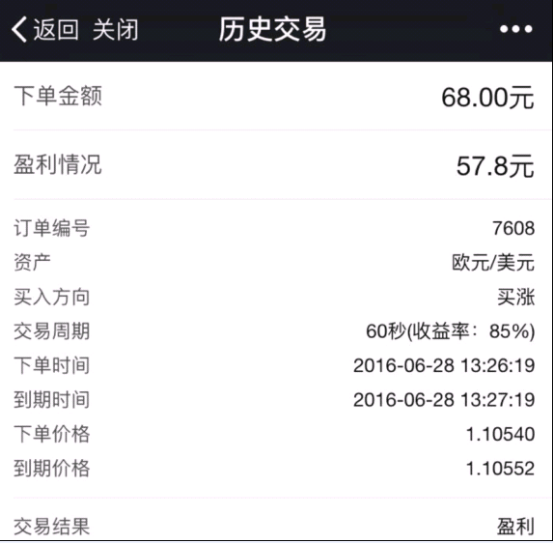 返回 关闭 历史交易
下单金额 68.00元
盈利情况 57.8元
订单编号 7608
资产 欧元/美元
买入方向 买涨
交易周期 60秒(收益率：85%)
下单时间 2016-06-28 13:26:19
到期时间 2016-06-28 13:27:19
下单价格 1.10540
到期价格 1.10552
交易结果 盈利